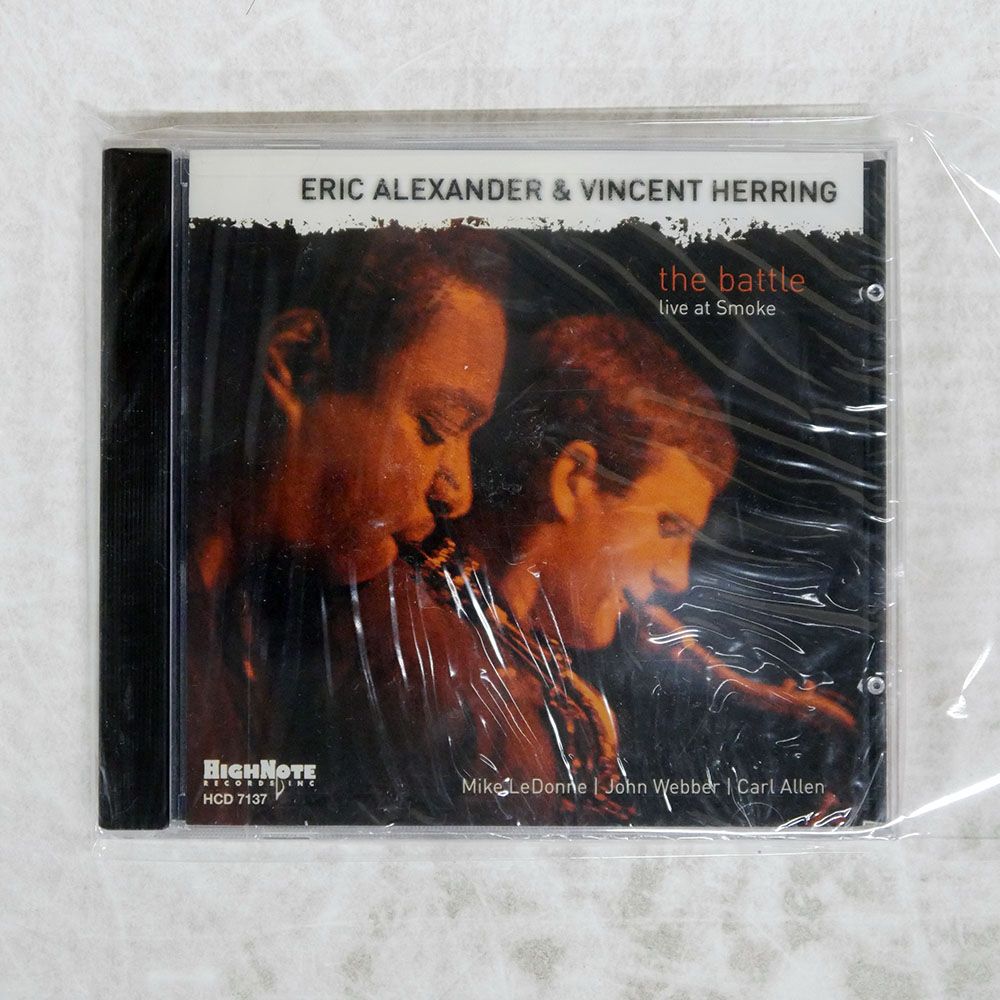 ERIC ALEXANDER & VINCENT HERRING
the battle
live at Smoke
HIGHNOTE
RECORDS, INC
HCD 7137
Mike LeDonne | John Webber | Carl Allen